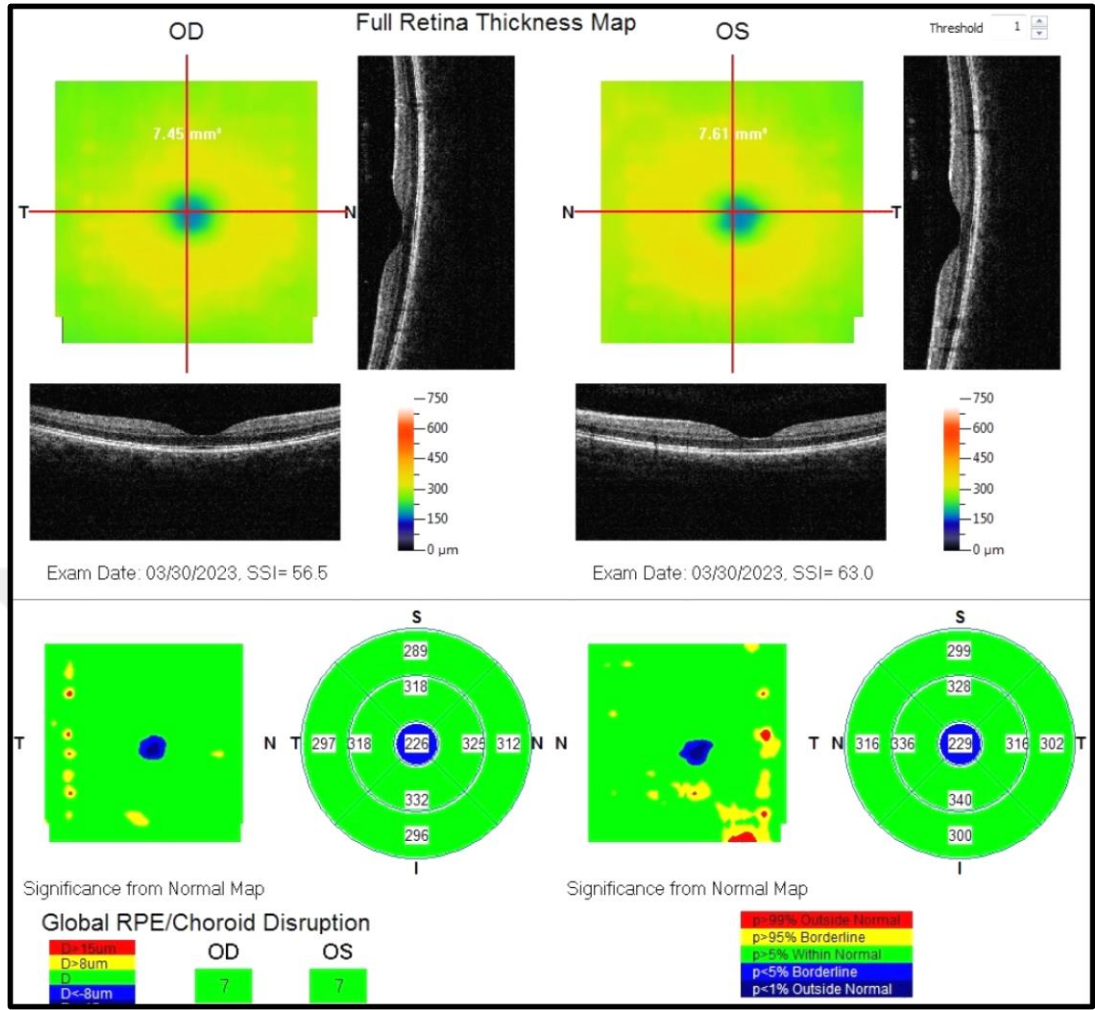 Full Retina Thickness Map
OD
OS
Threshold 1
7.45 mm³
7.61 mm³
T
N
N
T
750
600
450
300
150
0 µm
750
600
450
300
150
0 µm
Exam Date: 03/30/2023, SSI= 56.5
Exam Date: 03/30/2023, SSI= 63.0
S
289
318
T
N
T
297
318
226
325
312
N
332
296
I
S
299
328
N
T
N
316
336
229
316
302
T
340
300
I
Significance from Normal Map
Significance from Normal Map
Global RPE/Choroid Disruption
D>15um
D>8um
D
D<-8um
OD
OS
7
7
p>99% Outside Normal
p>95% Borderline
p>5% Within Normal
p<5% Borderline
p<1% Outside Normal